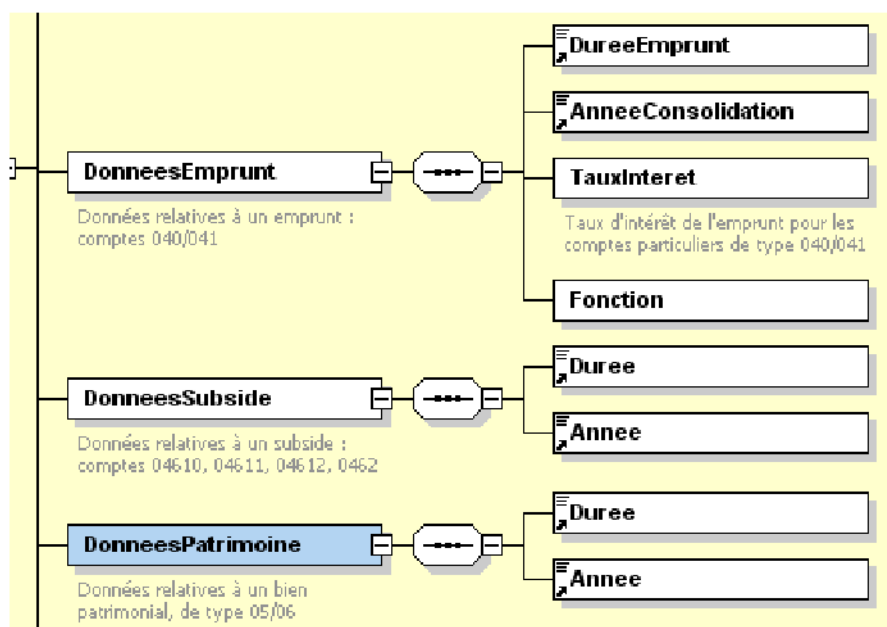 DureeEmprunt
AnneeConsolidation
DonneesEmprunt
TauxInteret
Données relatives à un emprunt :
comptes 040/041
Taux d'intérêt de l'emprunt pour les
comptes particuliers de type 040/041
Fonction
DonneesSubside
Duree
Annee
Données relatives à un subside :
comptes 04610, 04611, 04612, 0462
DonneesPatrimoine
Duree
Annee
Données relatives à un bien
patrimonial, de type 05/06